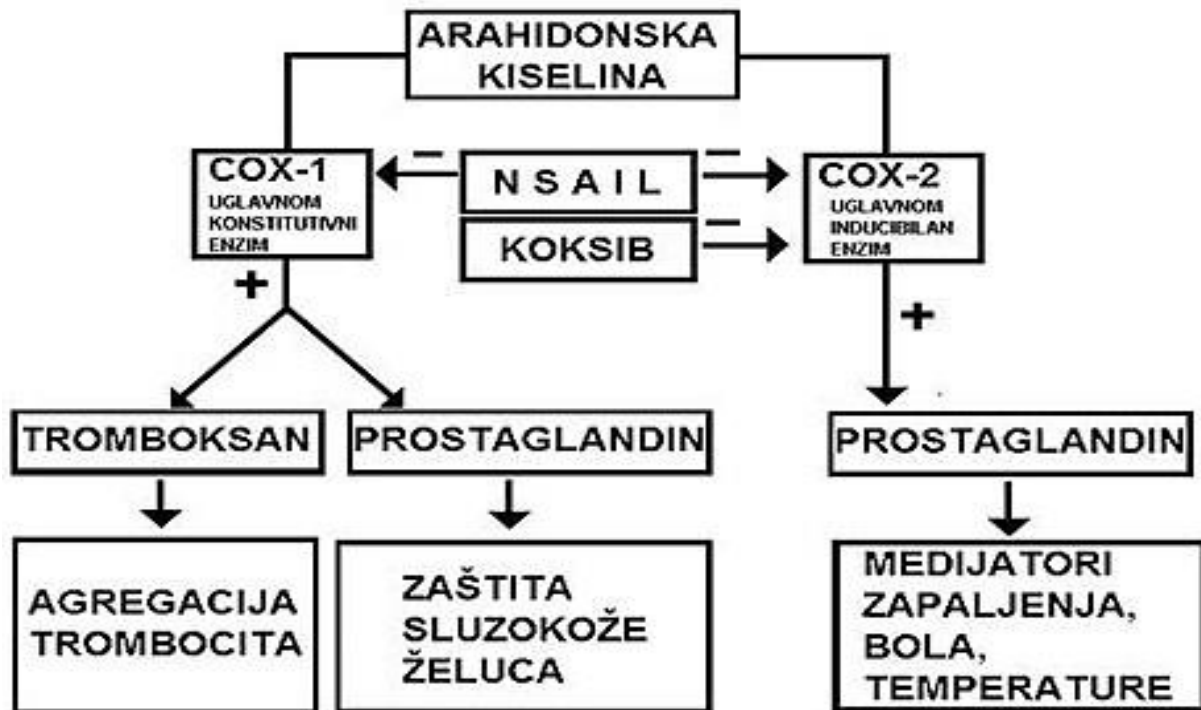 ARAHIDONSKA
KISELINA
COX-1
UGLAVNOM
KONSTITUTIVNI
ENZIM
–
N S A I L
–
COX-2
UGLAVNOM
INDUCIBILAN
ENZIM
KOKSIB
–
+
+
TROMBOKSAN
PROSTAGLANDIN
PROSTAGLANDIN
AGREGACIJA
TROMBOCITA
ZAŠTITA
SLUZOKOŽE
ŽELUCA
MEDIJATORI
ZAPALJENJA,
BOLA,
TEMPERATURE